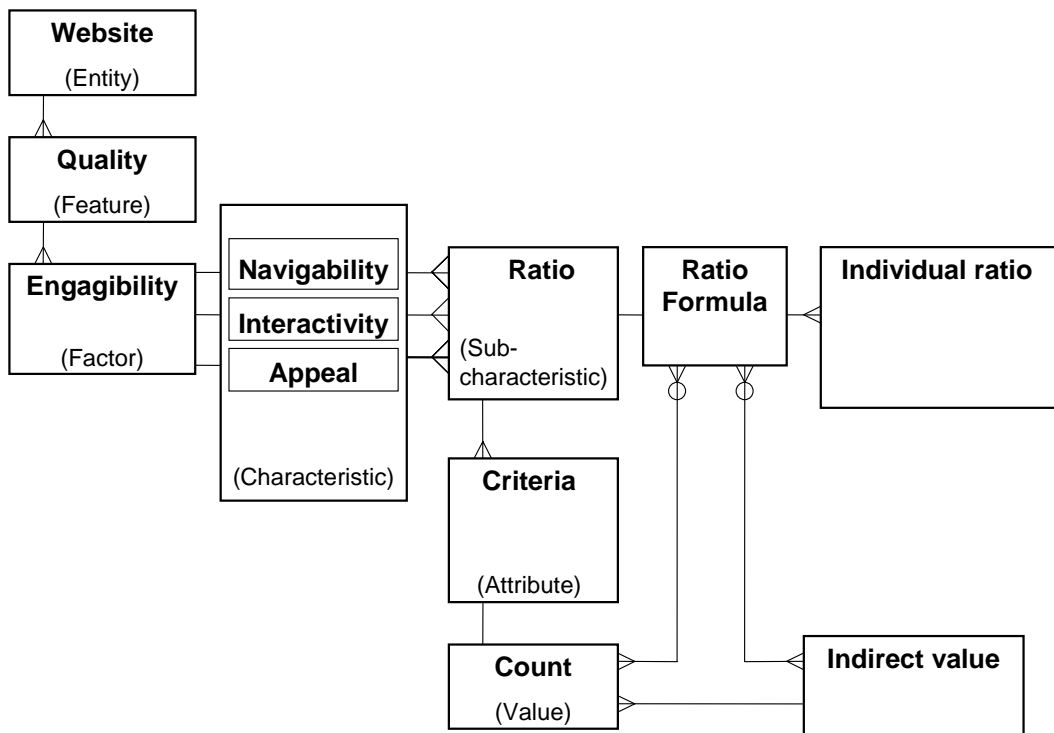 Website
(Entity)
Quality
(Feature)
Engagibility
(Factor)
Navigability
Interactivity
Appeal
(Characteristic)
Ratio
(Sub-
characteristic)
Ratio
Formula
Individual ratio
Criteria
(Attribute)
Count
(Value)
Indirect value